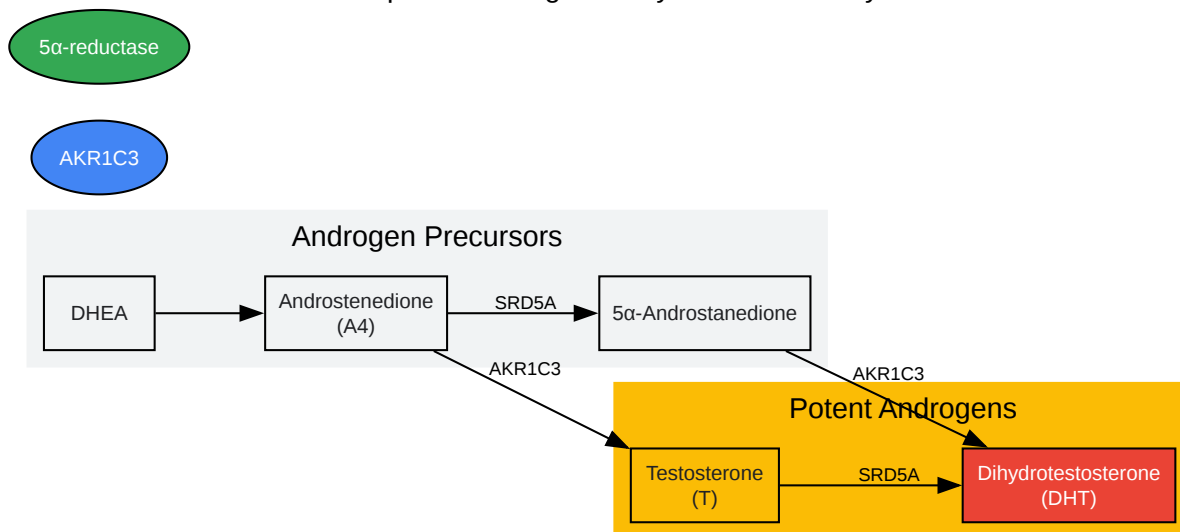 5α-reductase
AKR1C3
Androgen Precursors
DHEA
Androstenedione
(A4)
SRD5A
5α-Androstanedione
AKR1C3
AKR1C3
Potent Androgens
Testosterone
(T)
SRD5A
Dihydrotestosterone
(DHT)